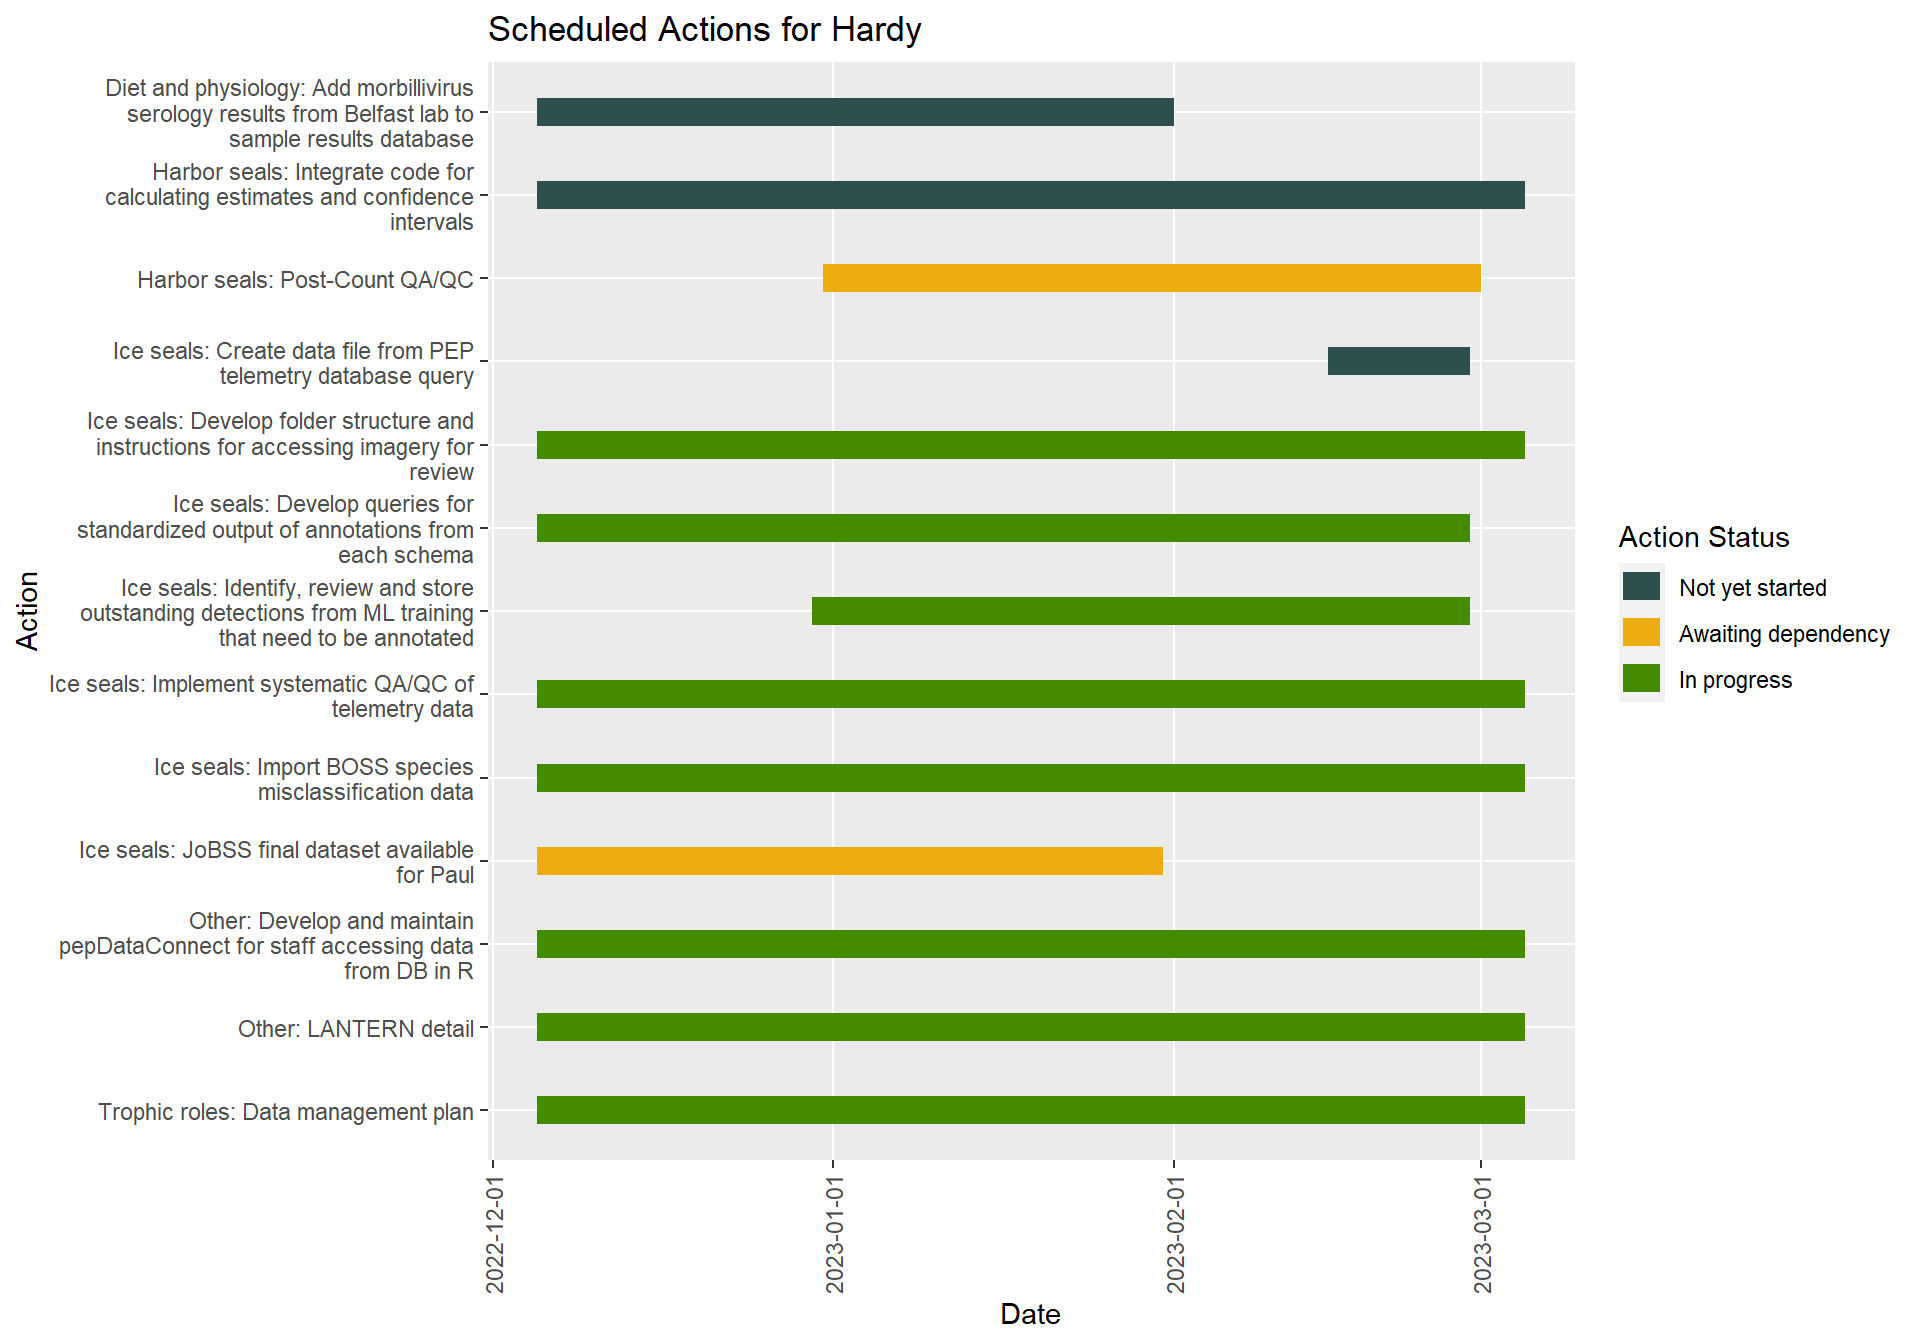 Scheduled Actions for Hardy
Diet and physiology: Add morbillivirus
serology results from Belfast lab to
sample results database
Harbor seals: Integrate code for
calculating estimates and confidence
intervals
Harbor seals: Post-Count QA/QC
Ice seals: Create data file from PEP
telemetry database query
Ice seals: Develop folder structure and
instructions for accessing imagery for
review
Ice seals: Develop queries for
standardized output of annotations from
each schema
Ice seals: Identify, review and store
outstanding detections from ML training
that need to be annotated
Ice seals: Implement systematic QA/QC of
telemetry data
Ice seals: Import BOSS species
misclassification data
Ice seals: JoBSS final dataset available
for Paul
Other: Develop and maintain
pepDataConnect for staff accessing data
from DB in R
Other: LANTERN detail
Trophic roles: Data management plan
Action
2022-12-01
2023-01-01
2023-02-01
2023-03-01
Date
Action Status
Not yet started
Awaiting dependency
In progress